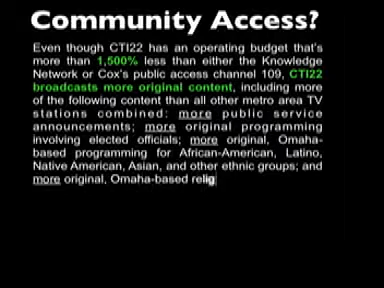 Community Access?
Even though CTI22 has an operating budget that's
more than 1,500% less than either the Knowledge
Network or Cox's public access channel 109, CTI22
broadcasts more original content, including more
of the following content than all other metro area TV
stations combined: more public service
announcements; more original programming
involving elected officials; more original, Omaha-
based programming for African-American, Latino,
Native American, Asian, and other ethnic groups; and
more original, Omaha-based relig